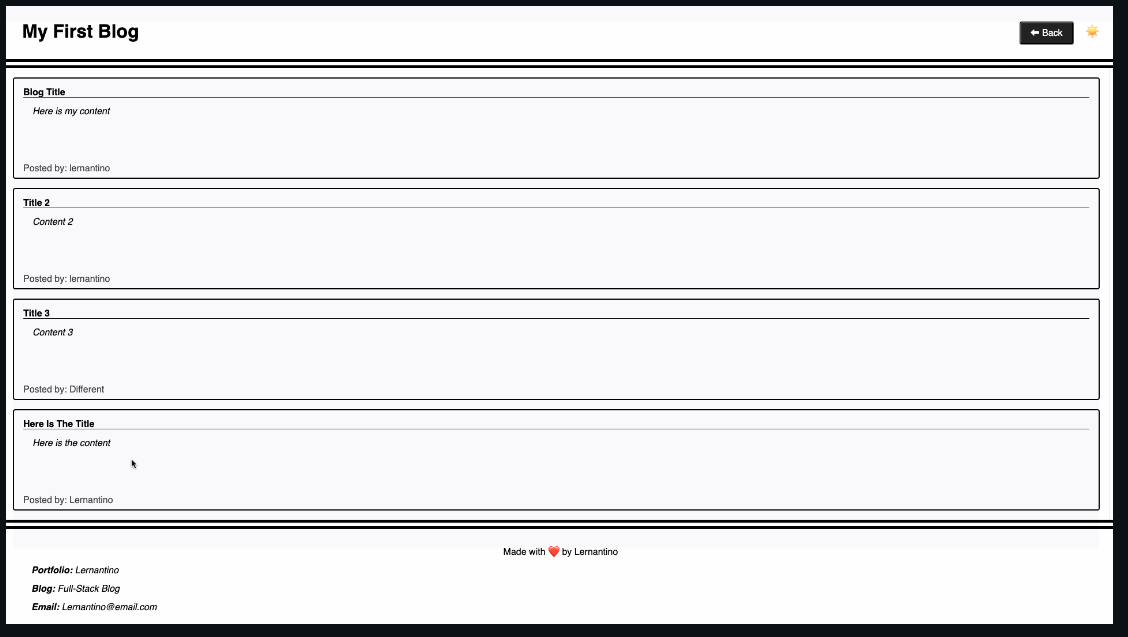 My First Blog
⬅ Back
Blog Title
Here is my content
Posted by: lernantino
Title 2
Content 2
Posted by: lernantino
Title 3
Content 3
Posted by: Different
Here Is The Title
Here is the content
Posted by: Lernantino
Made with ❤️ by Lernantino
Portfolio: Lernantino
Blog: Full-Stack Blog
Email: Lernantino@email.com